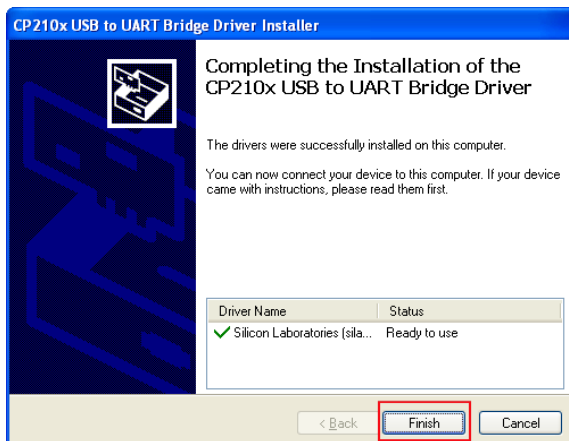 CP210x USB to UART Bridge Driver Installer
Completing the Installation of the
CP210x USB to UART Bridge Driver
The drivers were successfully installed on this computer.
You can now connect your device to this computer. If your device
came with instructions, please read them first.
Driver Name Status
Silicon Laboratories (sila... Ready to use
< Back Finish Cancel